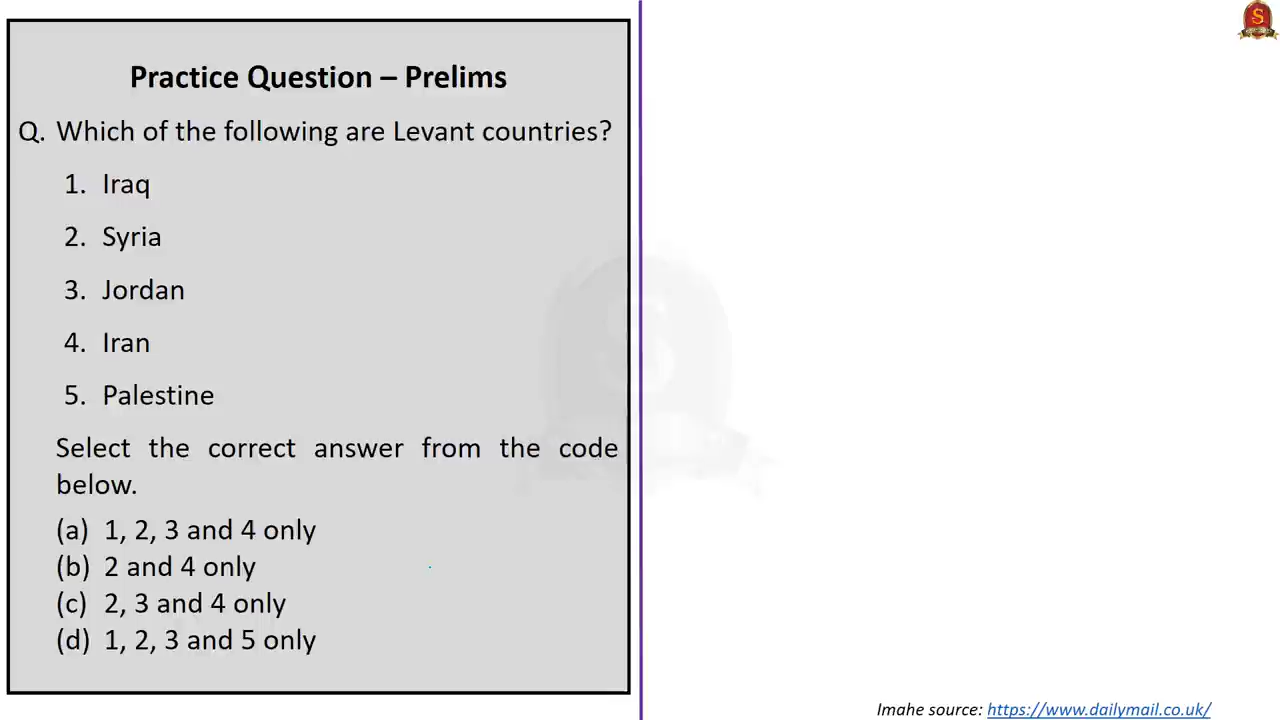 Practice Question – Prelims
Q. Which of the following are Levant countries?
1. Iraq
2. Syria
3. Jordan
4. Iran
5. Palestine
Select the correct answer from the code
below.
(a) 1, 2, 3 and 4 only
(b) 2 and 4 only
(c) 2, 3 and 4 only
(d) 1, 2, 3 and 5 only
S
S
Imahe source: https://www.dailymail.co.uk/